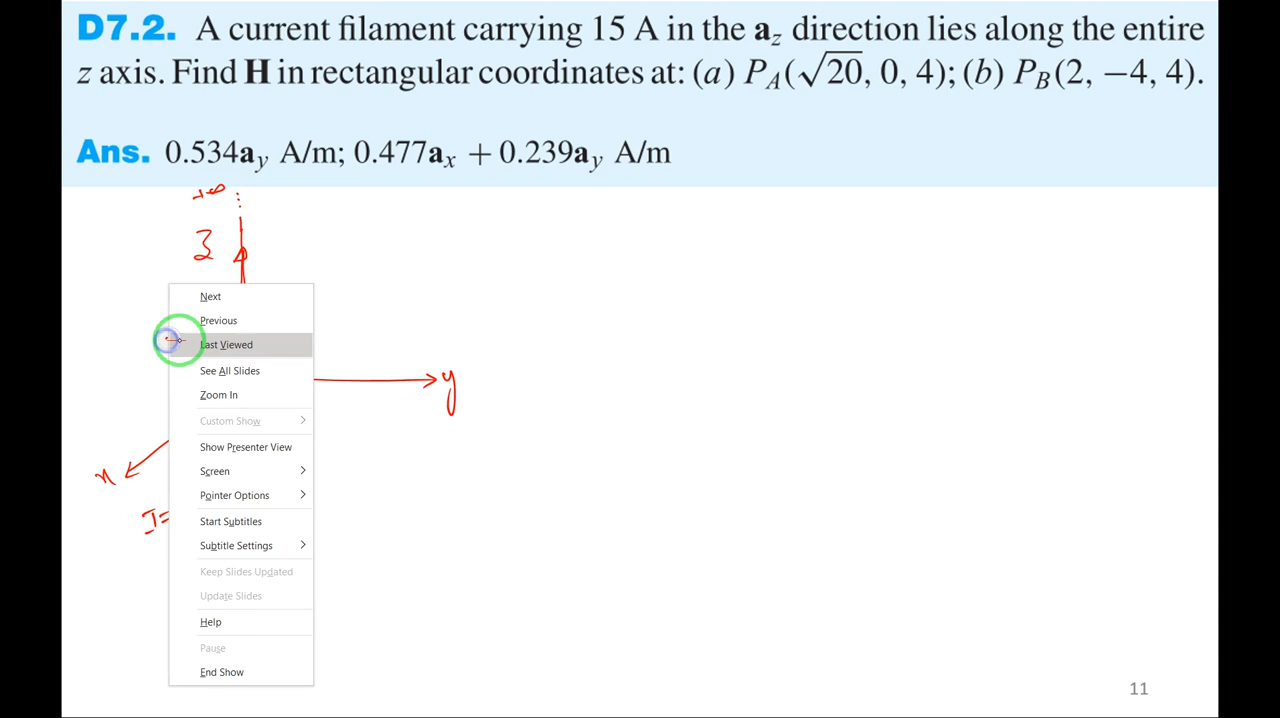 D7.2. A current filament carrying 15 A in the a_z direction lies along the entire
z axis. Find H in rectangular coordinates at: (a) P_A(√20, 0, 4); (b) P_B(2, −4, 4).
Ans. 0.534a_y A/m; 0.477a_x + 0.239a_y A/m
+∞
z
Next
Previous
Last Viewed
See All Slides
Zoom In
y
Custom Show
Show Presenter View
x
Screen
Pointer Options
I=
Start Subtitles
Subtitle Settings
Keep Slides Updated
Update Slides
Help
Pause
End Show
11